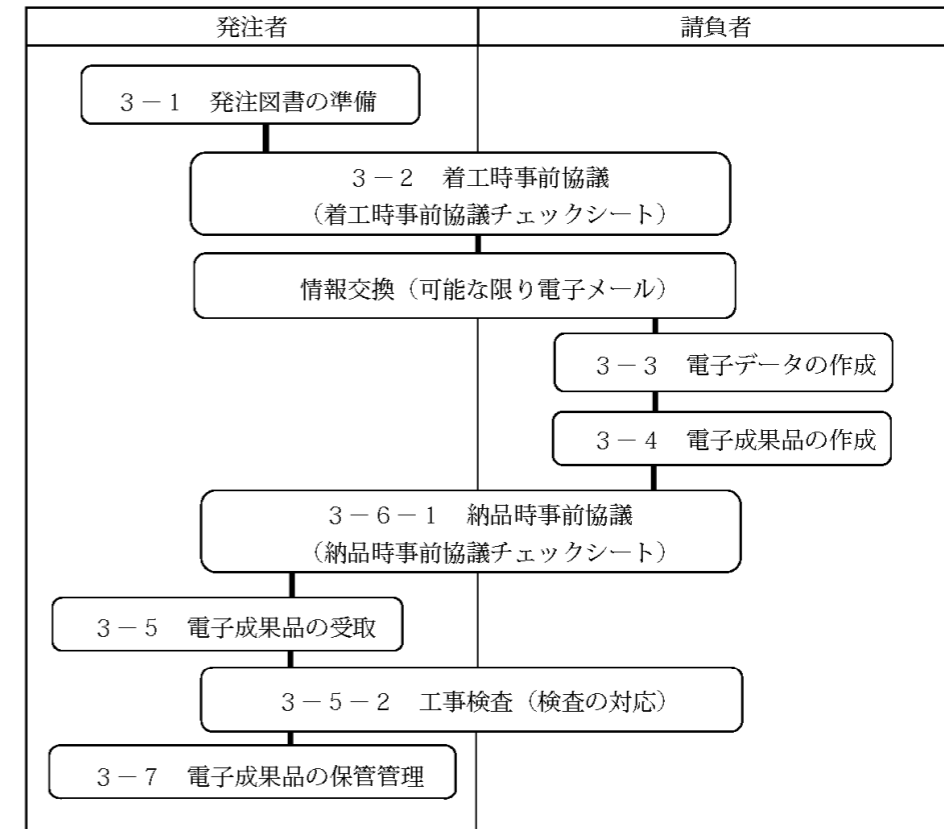 発注者
請負者
３－１　発注図書の準備
３－２　着工時事前協議
（着工時事前協議チェックシート）
情報交換（可能な限り電子メール）
３－３　電子データの作成
３－４　電子成果品の作成
３－６－１　納品時事前協議
（納品時事前協議チェックシート）
３－５　電子成果品の受取
３－５－２　工事検査（検査の対応）
３－７　電子成果品の保管管理